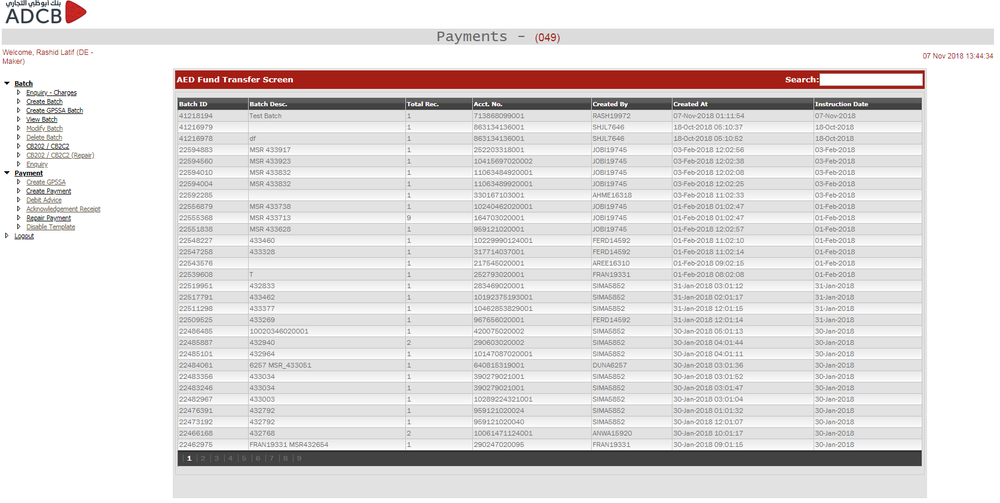 بنك أبوظبي التجاري
ADCB
Payments - (049)
Welcome, Rashid Latif (DE -
Maker)
07 Nov 2018 13:44:34
Batch
Enquiry - Charges
Create Batch
Create GPSSA Batch
View Batch
Modify Batch
Delete Batch
CB202 / CB2C2
CB202 / CB2C2 (Repair)
Enquiry
Payment
Create GPSSA
Create Payment
Debit Advice
Acknowledgement Receipt
Repair Payment
Disable Template
Logout
AED Fund Transfer Screen Search:
Batch ID Batch Desc. Total Rec. Acct. No. Created By Created At Instruction Date
41218194 Test Batch 1 713868099001 RASH19972 07-Nov-2018 01:11:54 07-Nov-2018
41216979 1 863134136001 SHJL7646 18-Oct-2018 05:10:37 18-Oct-2018
41216978 df 1 863134136001 SHJL7646 18-Oct-2018 05:10:52 18-Oct-2018
22594883 MSR 433917 1 252203318001 JOBI19745 03-Feb-2018 12:02:56 03-Feb-2018
22594560 MSR 433923 1 10415697020002 JOBI19745 03-Feb-2018 12:02:38 03-Feb-2018
22594010 MSR 433832 1 11063484920001 JOBI19745 03-Feb-2018 12:02:08 03-Feb-2018
22594004 MSR 433832 1 11063489920001 JOBI19745 03-Feb-2018 12:02:25 03-Feb-2018
22592285 1 330167103001 AHME16318 03-Feb-2018 11:02:33 03-Feb-2018
22556879 MSR 433738 1 10240462020001 JOBI19745 01-Feb-2018 01:02:47 01-Feb-2018
22555368 MSR 433713 9 164703020001 JOBI19745 01-Feb-2018 01:02:47 01-Feb-2018
22551838 MSR 433628 1 959121020001 JOBI19745 01-Feb-2018 12:02:57 01-Feb-2018
22548227 433460 1 10229990124001 FERD14592 01-Feb-2018 11:02:10 01-Feb-2018
22547258 433328 1 317714037001 FERD14592 01-Feb-2018 11:02:14 01-Feb-2018
22543576 1 217545020001 AREE16310 01-Feb-2018 09:02:15 01-Feb-2018
22539608 T 1 252793020001 FRAN19331 01-Feb-2018 08:02:08 01-Feb-2018
22519951 432833 1 283469020001 SIMA5852 31-Jan-2018 03:01:12 31-Jan-2018
22517791 433462 1 10192375193001 SIMA5852 31-Jan-2018 02:01:17 31-Jan-2018
22511298 433377 1 10462853829001 SIMA5852 31-Jan-2018 12:01:15 31-Jan-2018
22509525 433269 1 967656020001 FERD14592 31-Jan-2018 12:01:14 31-Jan-2018
22486485 10020346020001 1 420075020002 SIMA5852 30-Jan-2018 05:01:13 30-Jan-2018
22485887 432940 2 290603020002 SIMA5852 30-Jan-2018 04:01:44 30-Jan-2018
22485101 432964 1 10147087020001 SIMA5852 30-Jan-2018 04:01:11 30-Jan-2018
22484061 6257 MSR_433051 1 640815319001 DUNA6257 30-Jan-2018 03:01:36 30-Jan-2018
22483356 433034 1 390279021001 SIMA5852 30-Jan-2018 03:01:52 30-Jan-2018
22483246 433034 1 390279021001 SIMA5852 30-Jan-2018 03:01:47 30-Jan-2018
22482967 433003 1 10289224321001 SIMA5852 30-Jan-2018 03:01:04 30-Jan-2018
22476391 432792 1 959121020024 SIMA5852 30-Jan-2018 01:01:32 30-Jan-2018
22473192 432792 1 959121020040 SIMA5852 30-Jan-2018 12:01:07 30-Jan-2018
22466168 432768 2 10061471124001 ANWA15920 30-Jan-2018 10:01:17 30-Jan-2018
22462975 FRAN19331 MSR432654 1 290247020095 FRAN19331 30-Jan-2018 09:01:15 30-Jan-2018
| 1 | 2 | 3 | 4 | 5 | 6 | 7 | 8 | 9